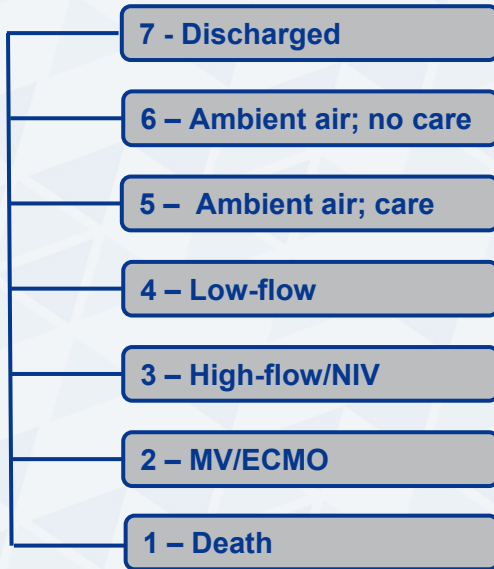 7 - Discharged
6 – Ambient air; no care
5 – Ambient air; care
4 – Low-flow
3 – High-flow/NIV
2 – MV/ECMO
1 – Death